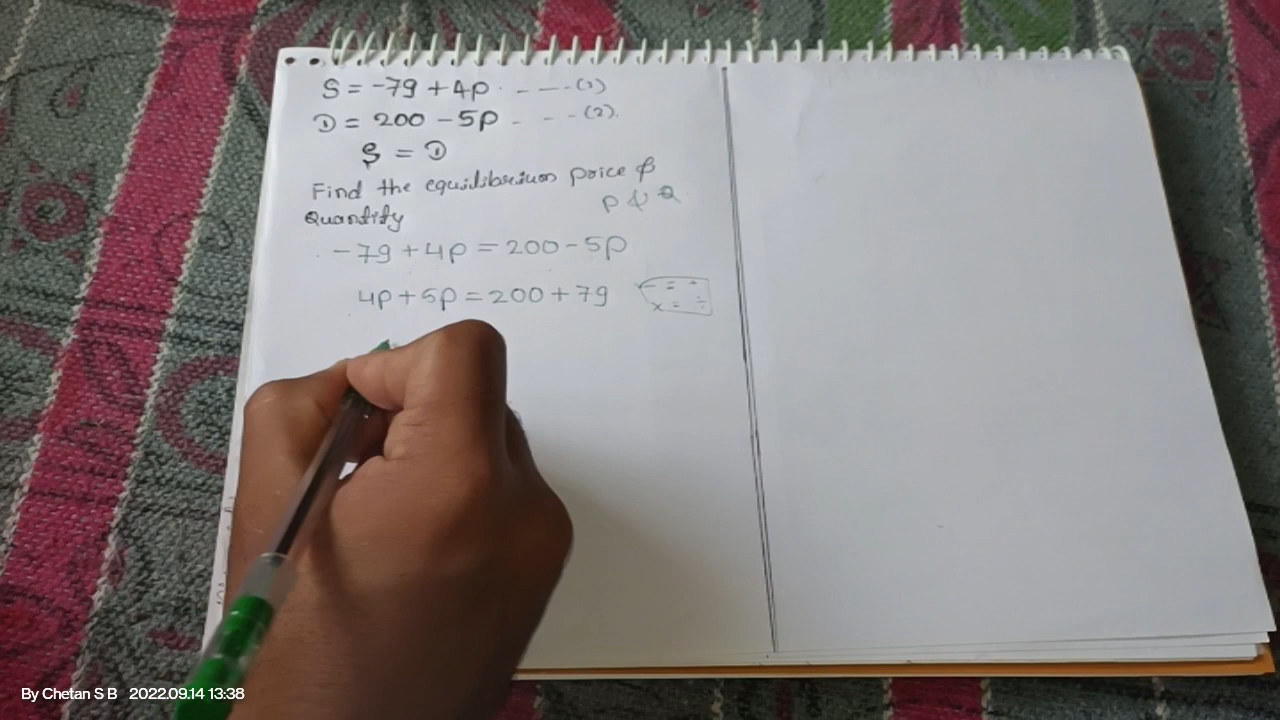 S = -79 + 4P - - - - (1)
D = 200 - 5P - - - (2).
S = D
Find the equilibrium price &
Quantity
P & Q
-79 + 4P = 200 - 5P
4P + 5P = 200 + 79
- = +
x = ÷
By Chetan S B 2022.09.14 13:38